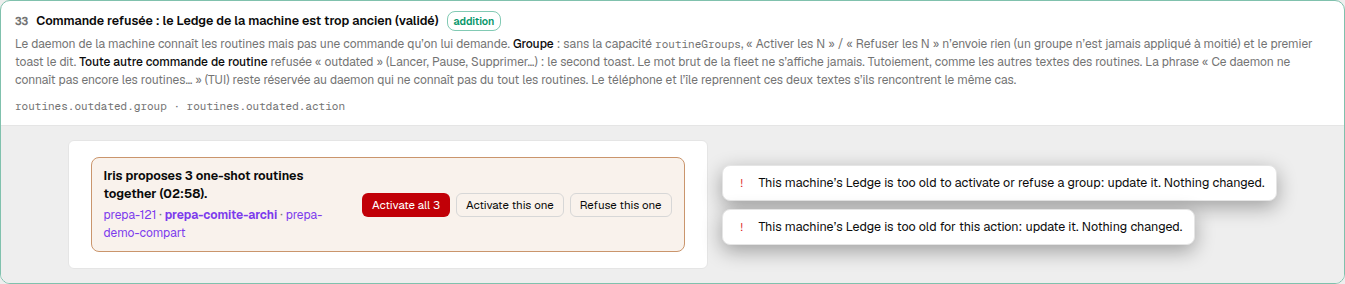 33 Commande refusée : le Ledge de la machine est trop ancien (validé) addition
Le daemon de la machine connaît les routines mais pas une commande qu'on lui demande. Groupe : sans la capacité routineGroups, « Activer les N » / « Refuser les N » n'envoie rien (un groupe n'est jamais appliqué à moitié) et le premier
toast le dit. Toute autre commande de routine refusée « outdated » (Lancer, Pause, Supprimer…) : le second toast. Le mot brut de la fleet ne s'affiche jamais. Tutoiement, comme les autres textes des routines. La phrase « Ce daemon ne
connaît pas encore les routines… » (TUI) reste réservée au daemon qui ne connaît pas du tout les routines. Le téléphone et l'île reprennent ces deux textes s'ils rencontrent le même cas.
routines.outdated.group · routines.outdated.action
Iris proposes 3 one-shot routines
together (02:58).
prepa-121 · prepa-comite-archi · prepa-
demo-compart
Activate all 3
Activate this one
Refuse this one
! This machine's Ledge is too old to activate or refuse a group: update it. Nothing changed.
! This machine's Ledge is too old for this action: update it. Nothing changed.